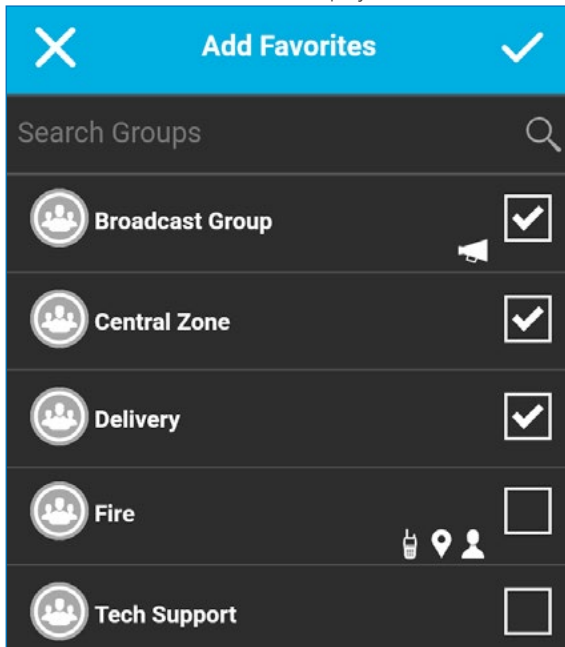 Add Favorites
Search Groups
Broadcast Group
Central Zone
Delivery
Fire
Tech Support